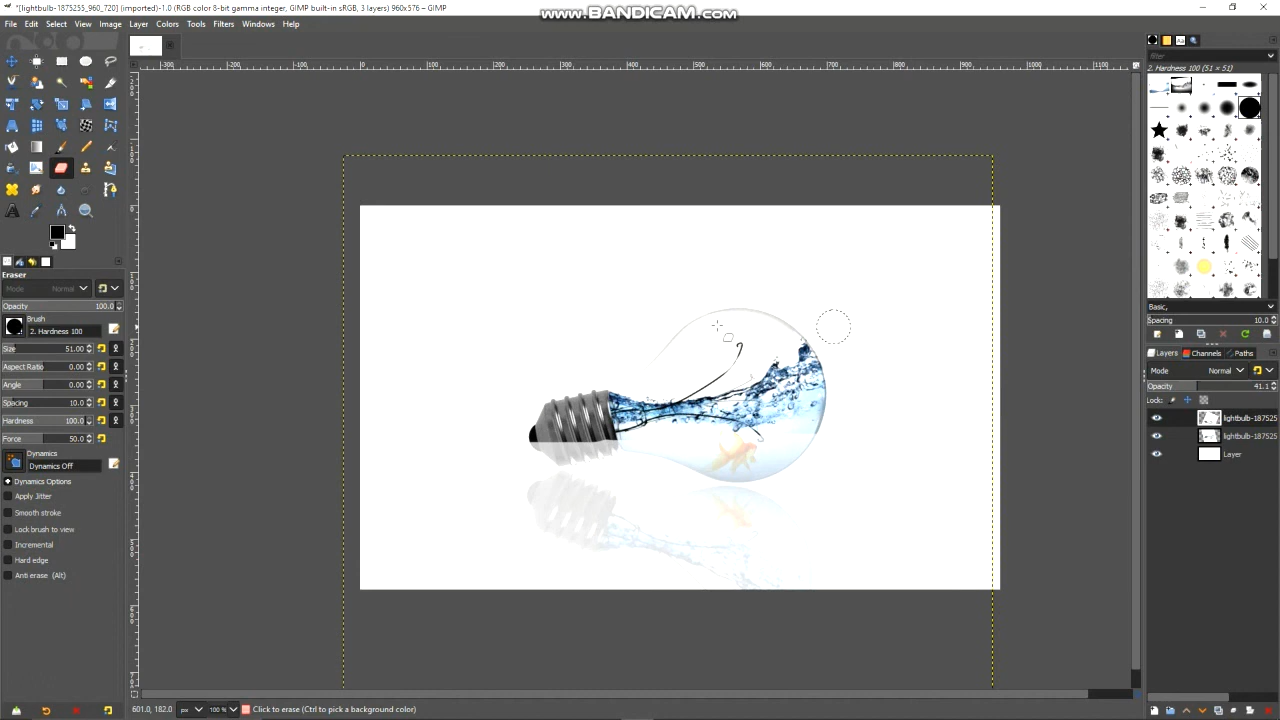 *[lightbulb-1875255_960_720] (imported)-1.0 (RGB color 8-bit gamma integer, GIMP built-in sRGB, 3 layers) 960x576 – GIMP
www.BANDICAM.com
File Edit Select View Image Layer Colors Tools Filters Windows Help
filter
2. Hardness 100 (51 × 51)
Eraser
Mode Normal
Opacity 100.0
Brush
2. Hardness 100
Size 51.00
Aspect Ratio 0.00
Angle 0.00
Spacing 10.0
Hardness 100.0
Force 50.0
Dynamics
Dynamics Off
Dynamics Options
Apply Jitter
Smooth stroke
Lock brush to view
Incremental
Hard edge
Anti erase (Alt)
Basic,
Spacing 10.0
Layers Channels Paths
Mode Normal
Opacity 41.1
Lock:
lightbulb-187525
lightbulb-187525
Layer
601.0, 182.0 px 100 % Click to erase (Ctrl to pick a background color)